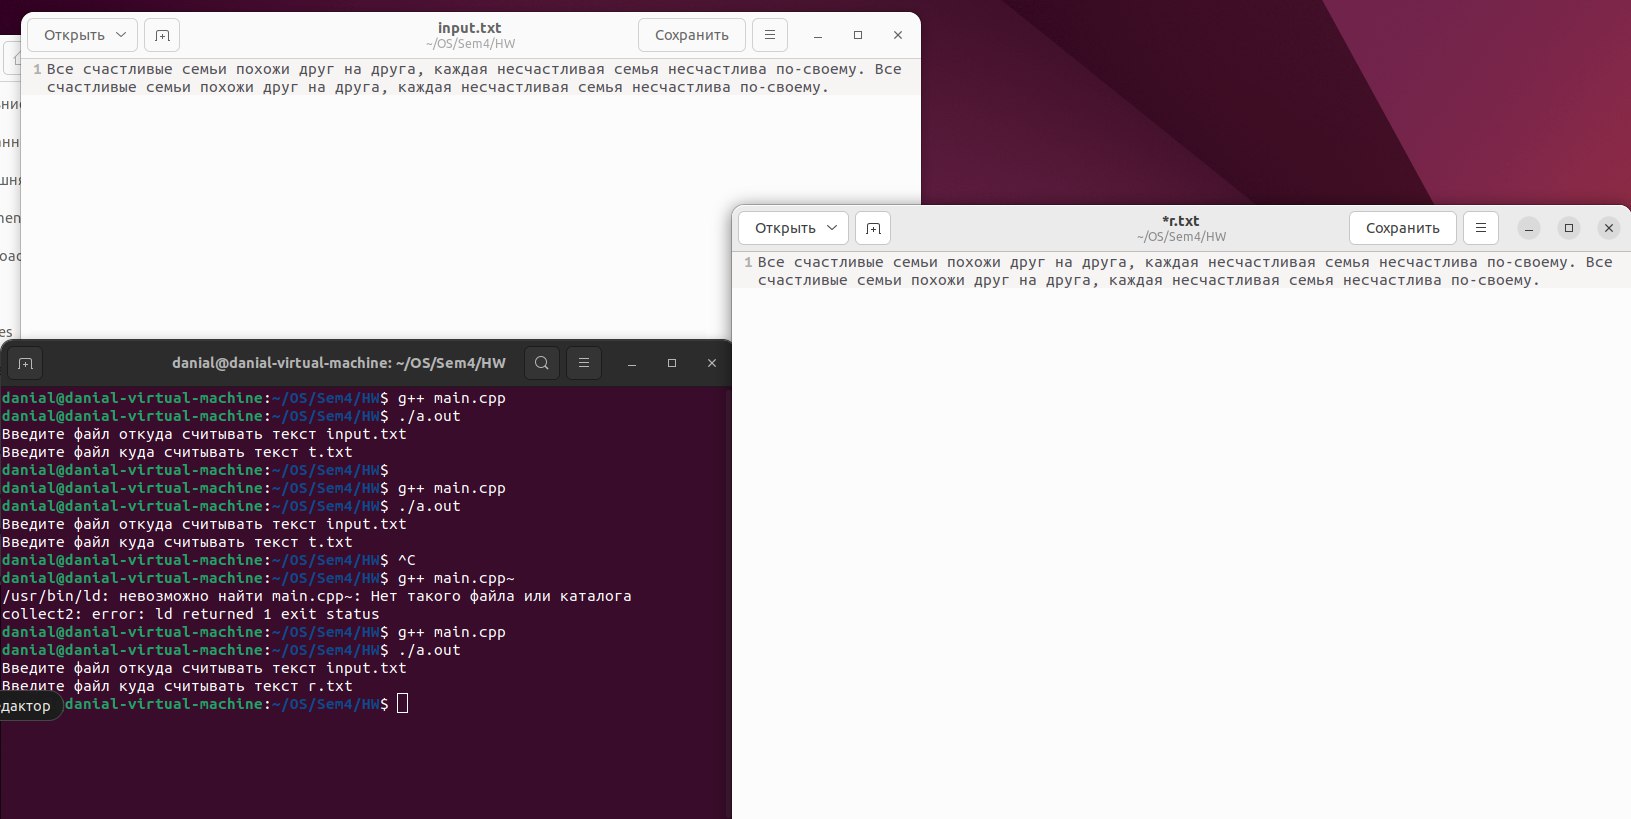 Открыть
input.txt
~/OS/Sem4/HW
Сохранить
1 Все счастливые семьи похожи друг на друга, каждая несчастливая семья несчастлива по-своему. Все
счастливые семьи похожи друг на друга, каждая несчастливая семья несчастлива по-своему.
Открыть
*r.txt
~/OS/Sem4/HW
Сохранить
1 Все счастливые семьи похожи друг на друга, каждая несчастливая семья несчастлива по-своему. Все
счастливые семьи похожи друг на друга, каждая несчастливая семья несчастлива по-своему.
danial@danial-virtual-machine: ~/OS/Sem4/HW
danial@danial-virtual-machine:~/OS/Sem4/HW$ g++ main.cpp
danial@danial-virtual-machine:~/OS/Sem4/HW$ ./a.out
Введите файл откуда считывать текст input.txt
Введите файл куда считывать текст t.txt
danial@danial-virtual-machine:~/OS/Sem4/HW$
danial@danial-virtual-machine:~/OS/Sem4/HW$ g++ main.cpp
danial@danial-virtual-machine:~/OS/Sem4/HW$ ./a.out
Введите файл откуда считывать текст input.txt
Введите файл куда считывать текст t.txt
danial@danial-virtual-machine:~/OS/Sem4/HW$ ^C
danial@danial-virtual-machine:~/OS/Sem4/HW$ g++ main.cpp~
/usr/bin/ld: невозможно найти main.cpp~: Нет такого файла или каталога
collect2: error: ld returned 1 exit status
danial@danial-virtual-machine:~/OS/Sem4/HW$ g++ main.cpp
danial@danial-virtual-machine:~/OS/Sem4/HW$ ./a.out
Введите файл откуда считывать текст input.txt
Введите файл куда считывать текст r.txt
danial-virtual-machine:~/OS/Sem4/HW$
дактор